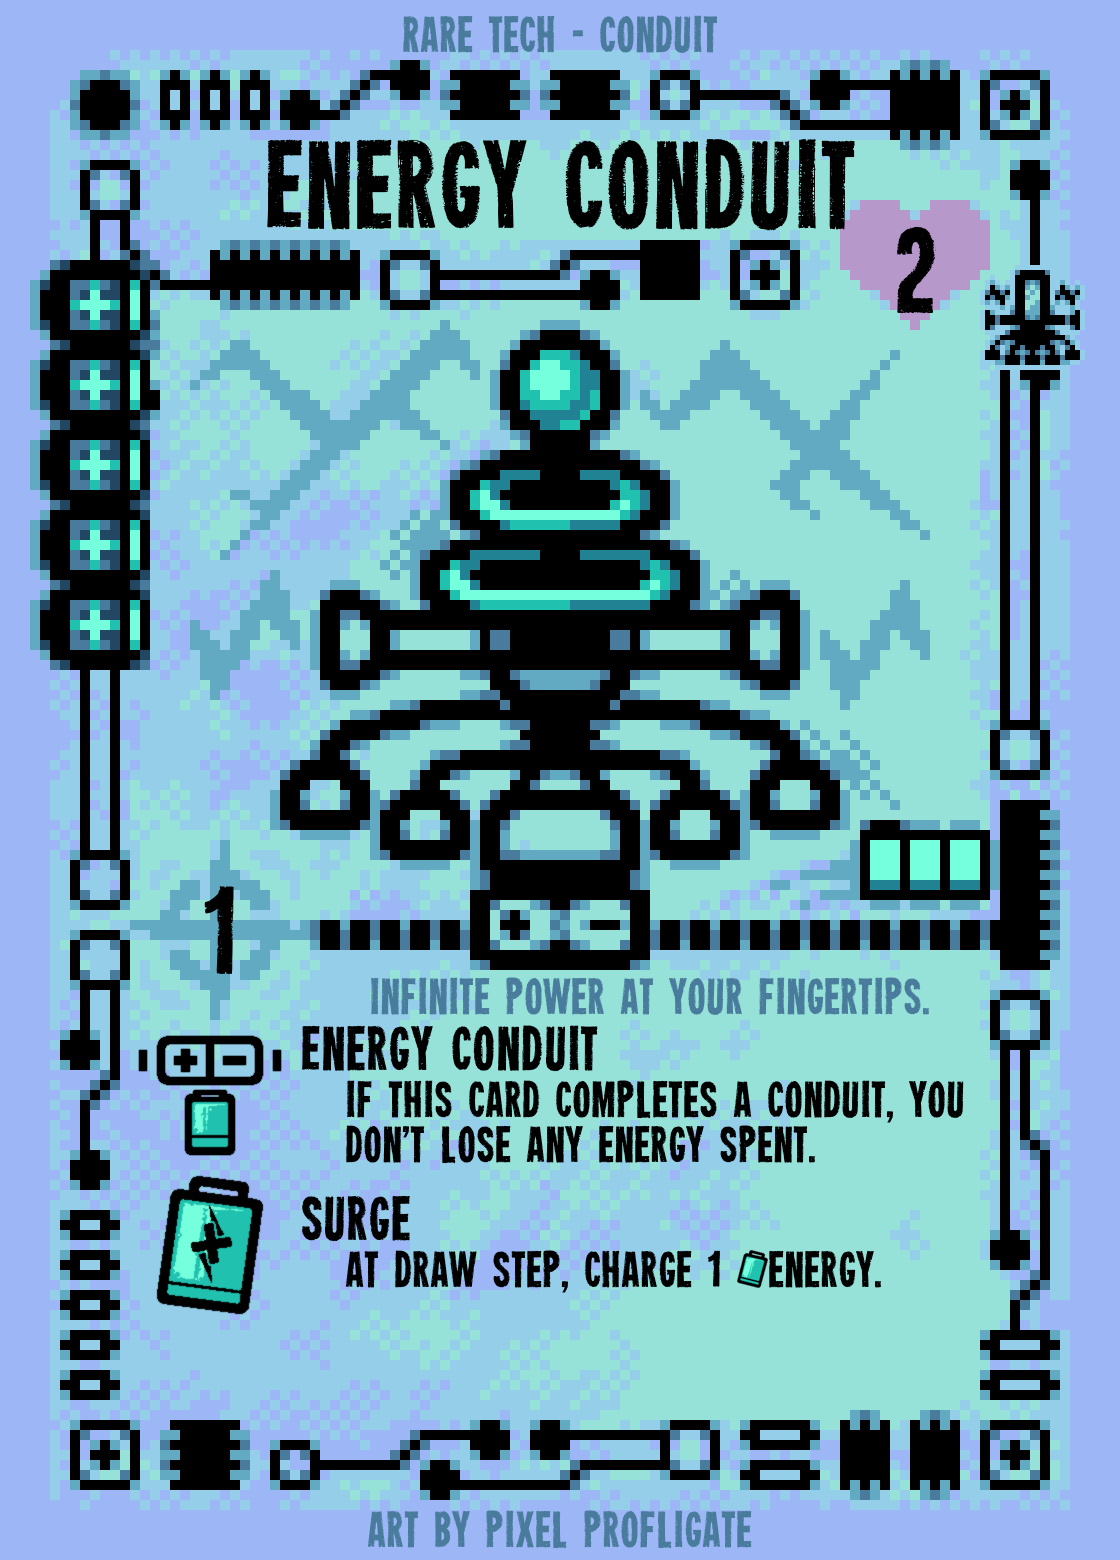 RARE TECH - CONDUIT
ENERGY CONDUIT
2
1
INFINITE POWER AT YOUR FINGERTIPS.
ENERGY CONDUIT
IF THIS CARD COMPLETES A CONDUIT, YOU
DON'T LOSE ANY ENERGY SPENT.
SURGE
AT DRAW STEP, CHARGE 1 ENERGY.
ART BY PIXEL PROFLIGATE